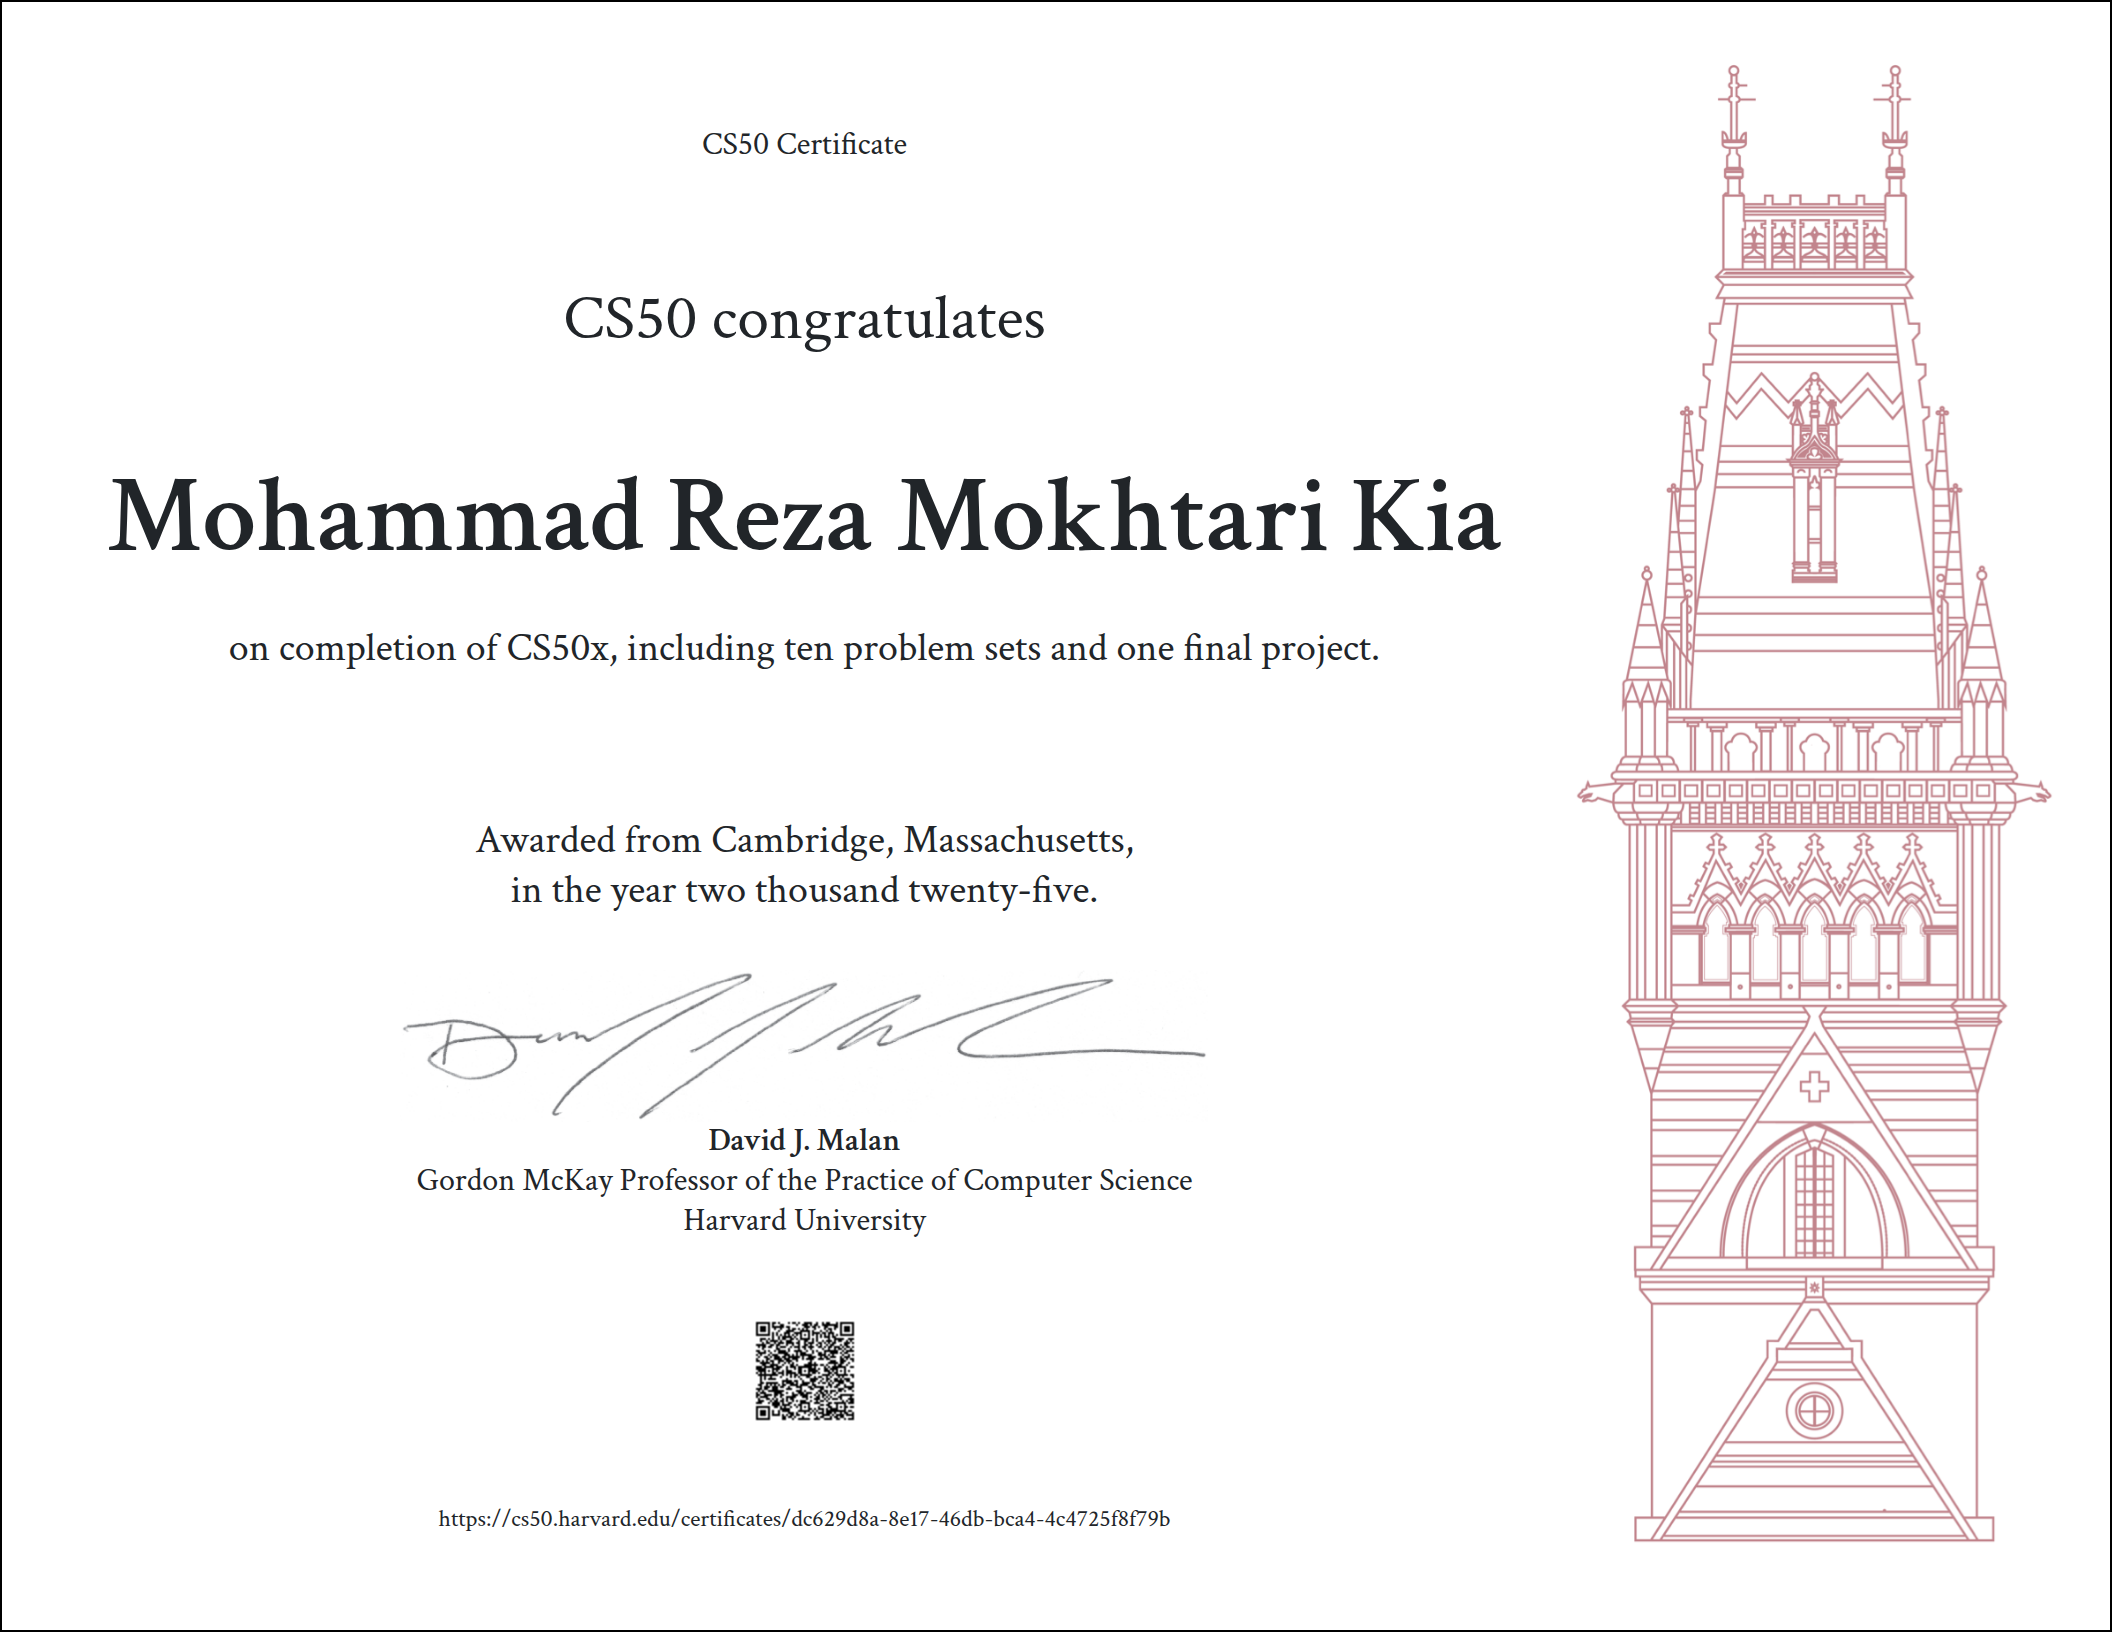 CS50 Certificate
CS50 congratulates
Mohammad Reza Mokhtari Kia
on completion of CS50x, including ten problem sets and one final project.
Awarded from Cambridge, Massachusetts,
in the year two thousand twenty-five.
David J. Malan
Gordon McKay Professor of the Practice of Computer Science
Harvard University
https://cs50.harvard.edu/certificates/dc629d8a-8e17-46db-bca4-4c4725f8f79b